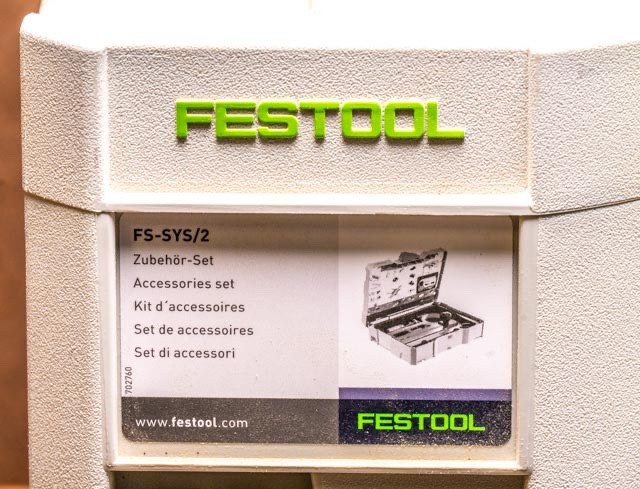 FESTOOL
FS-SYS/2
Zubehör-Set
Accessories set
Kit d´accessoires
Set de accessoires
Set di accessori
702760
www.festool.com
FESTOOL